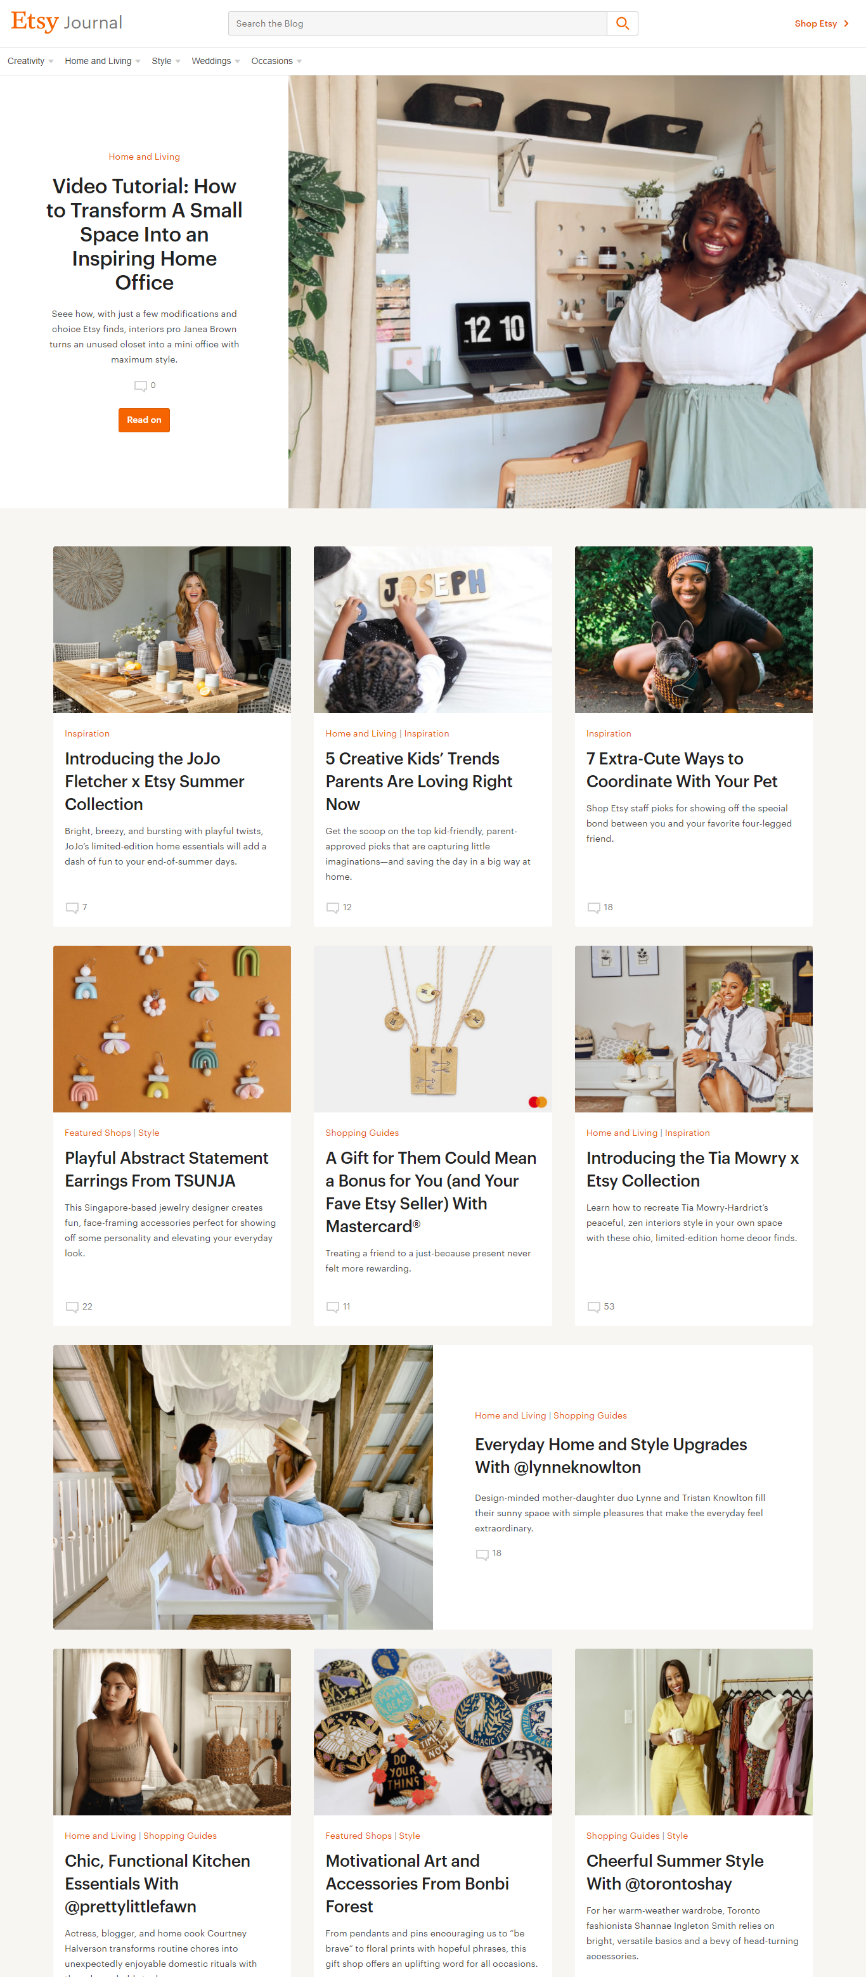 Etsy Journal
Search the Blog
Shop Etsy
Creativity
Home and Living
Style
Weddings
Occasions
Home and Living
Video Tutorial: How
to Transform A Small
Space Into an
Inspiring Home
Office
Seee how, with just a few modifications and
choice Etsy finds, interiors pro Janea Brown
turns an unused closet into a mini office with
maximum style.
0
Read on
12 10
JOSEPH
Inspiration
Introducing the JoJo
Fletcher x Etsy Summer
Collection
Bright, breezy, and bursting with playful twists,
JoJo's limited-edition home essentials will add a
dash of fun to your end-of-summer days.
7
Home and Living | Inspiration
5 Creative Kids' Trends
Parents Are Loving Right
Now
Get the scoop on the top kid-friendly, parent-
approved picks that are capturing little
imaginations—and saving the day in a big way at
home.
12
Inspiration
7 Extra-Cute Ways to
Coordinate With Your Pet
Shop Etsy staff picks for showing off the special
bond between you and your favorite four-legged
friend.
18
Featured Shops | Style
Playful Abstract Statement
Earrings From TSUNJA
This Singapore-based jewelry designer creates
fun, face-framing accessories perfect for showing
off some personality and elevating your everyday
look.
22
Shopping Guides
A Gift for Them Could Mean
a Bonus for You (and Your
Fave Etsy Seller) With
Mastercard®
Treating a friend to a just-because present never
felt more rewarding.
11
Home and Living | Inspiration
Introducing the Tia Mowry x
Etsy Collection
Learn how to recreate Tia Mowry-Hardrict's
peaceful, zen interiors style in your own space
with these chic, limited-edition home decor finds.
53
Home and Living | Shopping Guides
Everyday Home and Style Upgrades
With @lynneknowlton
Design-minded mother-daughter duo Lynne and Tristan Knowlton fill
their sunny space with simple pleasures that make the everyday feel
extraordinary.
18
MAMA
MAMA
THE
TIME
NOW
DO
YOUR
THING
MAGIC IS
Home and Living | Shopping Guides
Chic, Functional Kitchen
Essentials With
@prettylittlefawn
Actress, blogger, and home cook Courtney
Halverson transforms routine chores into
unexpectedly enjoyable domestic rituals with
Featured Shops | Style
Motivational Art and
Accessories From Bonbi
Forest
From pendants and pins encouraging us to "be
brave" to floral prints with hopeful phrases, this
gift shop offers an uplifting word for all occasions.
Shopping Guides | Style
Cheerful Summer Style
With @torontoshay
For her warm-weather wardrobe, Toronto
fashionista Shannae Ingleton Smith relies on
bright, versatile basics and a bevy of head-turning
accessories.